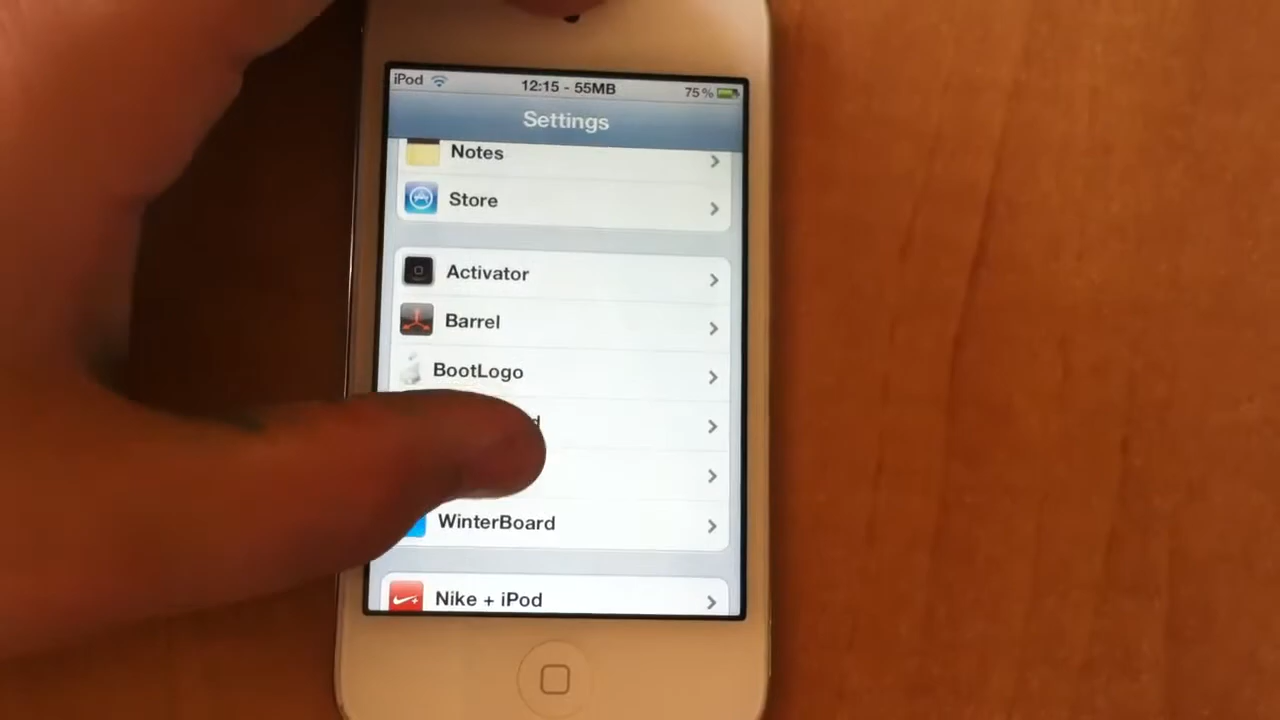 iPod 12:15 - 55MB 75%
Settings
Notes
Store
Activator
Barrel
BootLogo
WinterBoard
Nike + iPod